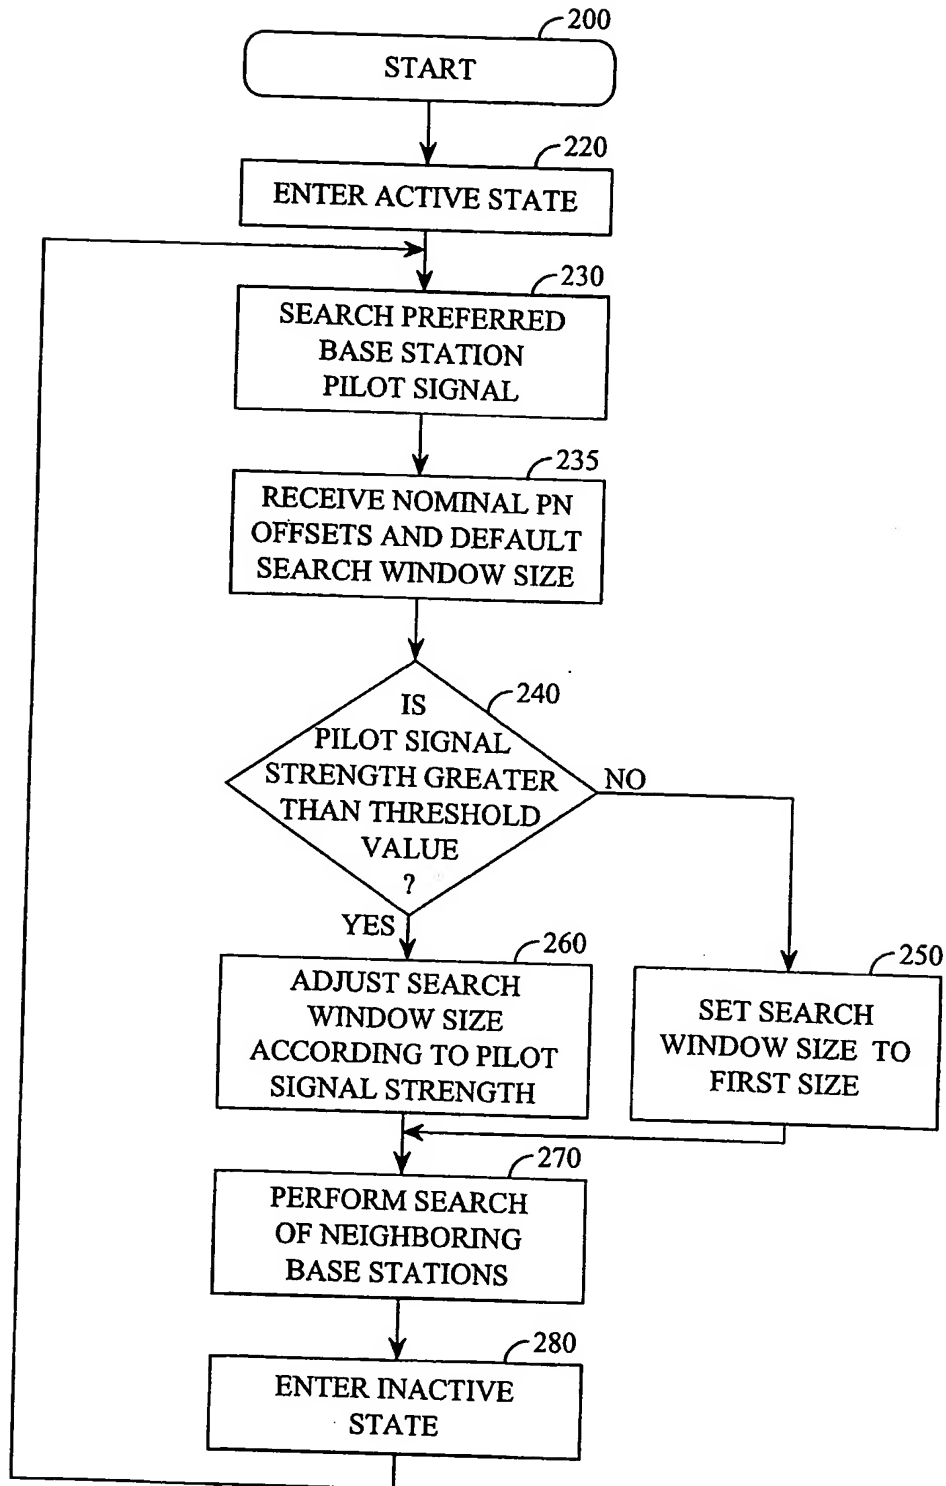 200
START
220
ENTER ACTIVE STATE
230
SEARCH PREFERRED
BASE STATION
PILOT SIGNAL
235
RECEIVE NOMINAL PN
OFFSETS AND DEFAULT
SEARCH WINDOW SIZE
240
IS
PILOT SIGNAL
STRENGTH GREATER
THAN THRESHOLD
VALUE
?
NO
YES
260
ADJUST SEARCH
WINDOW SIZE
ACCORDING TO PILOT
SIGNAL STRENGTH
250
SET SEARCH
WINDOW SIZE TO
FIRST SIZE
270
PERFORM SEARCH
OF NEIGHBORING
BASE STATIONS
280
ENTER INACTIVE
STATE